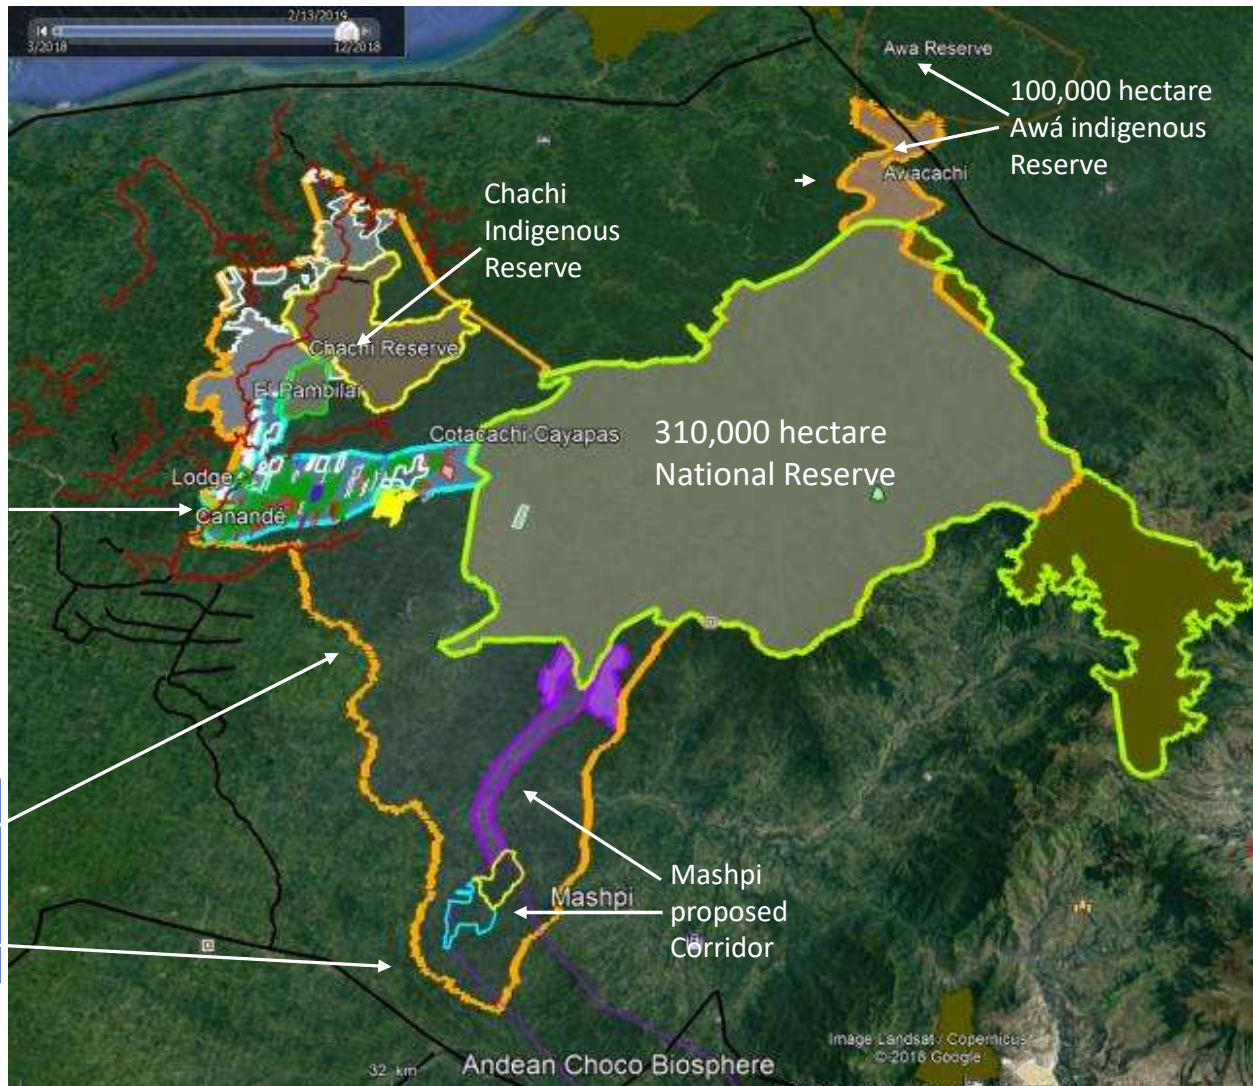 2/13/2019
3/2018
12/2018
Awa Reserve
100,000 hectare
Awá indigenous
Reserve
Awacachi
Chachi
Indigenous
Reserve
Chachi Reserve
El Pambilar
Cotacachi-Cayapas
310,000 hectare
National Reserve
Lodge
Canandé
Mashpi
Mashpi
proposed
Corridor
Image Landsat / Copernicus
© 2018 Google
32 km
Andean Choco Biosphere